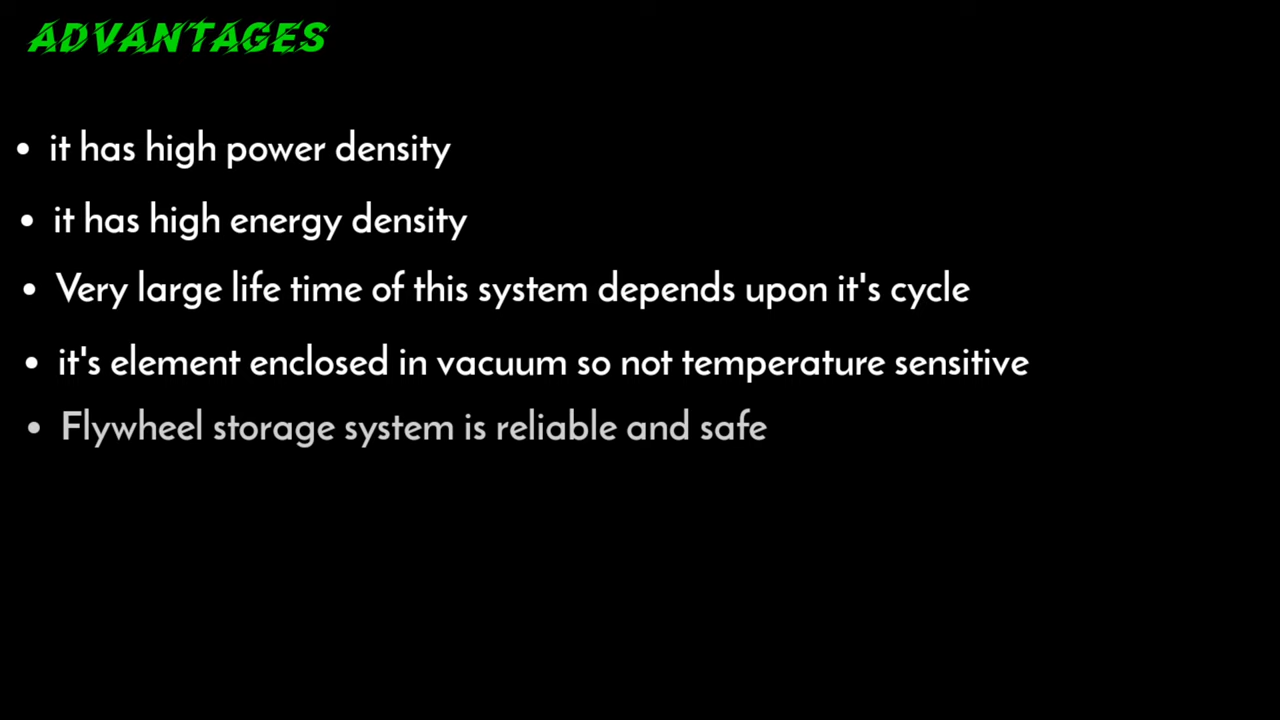 ADVANTAGES
• it has high power density
• it has high energy density
• Very large life time of this system depends upon it's cycle
• it's element enclosed in vacuum so not temperature sensitive
• Flywheel storage system is reliable and safe